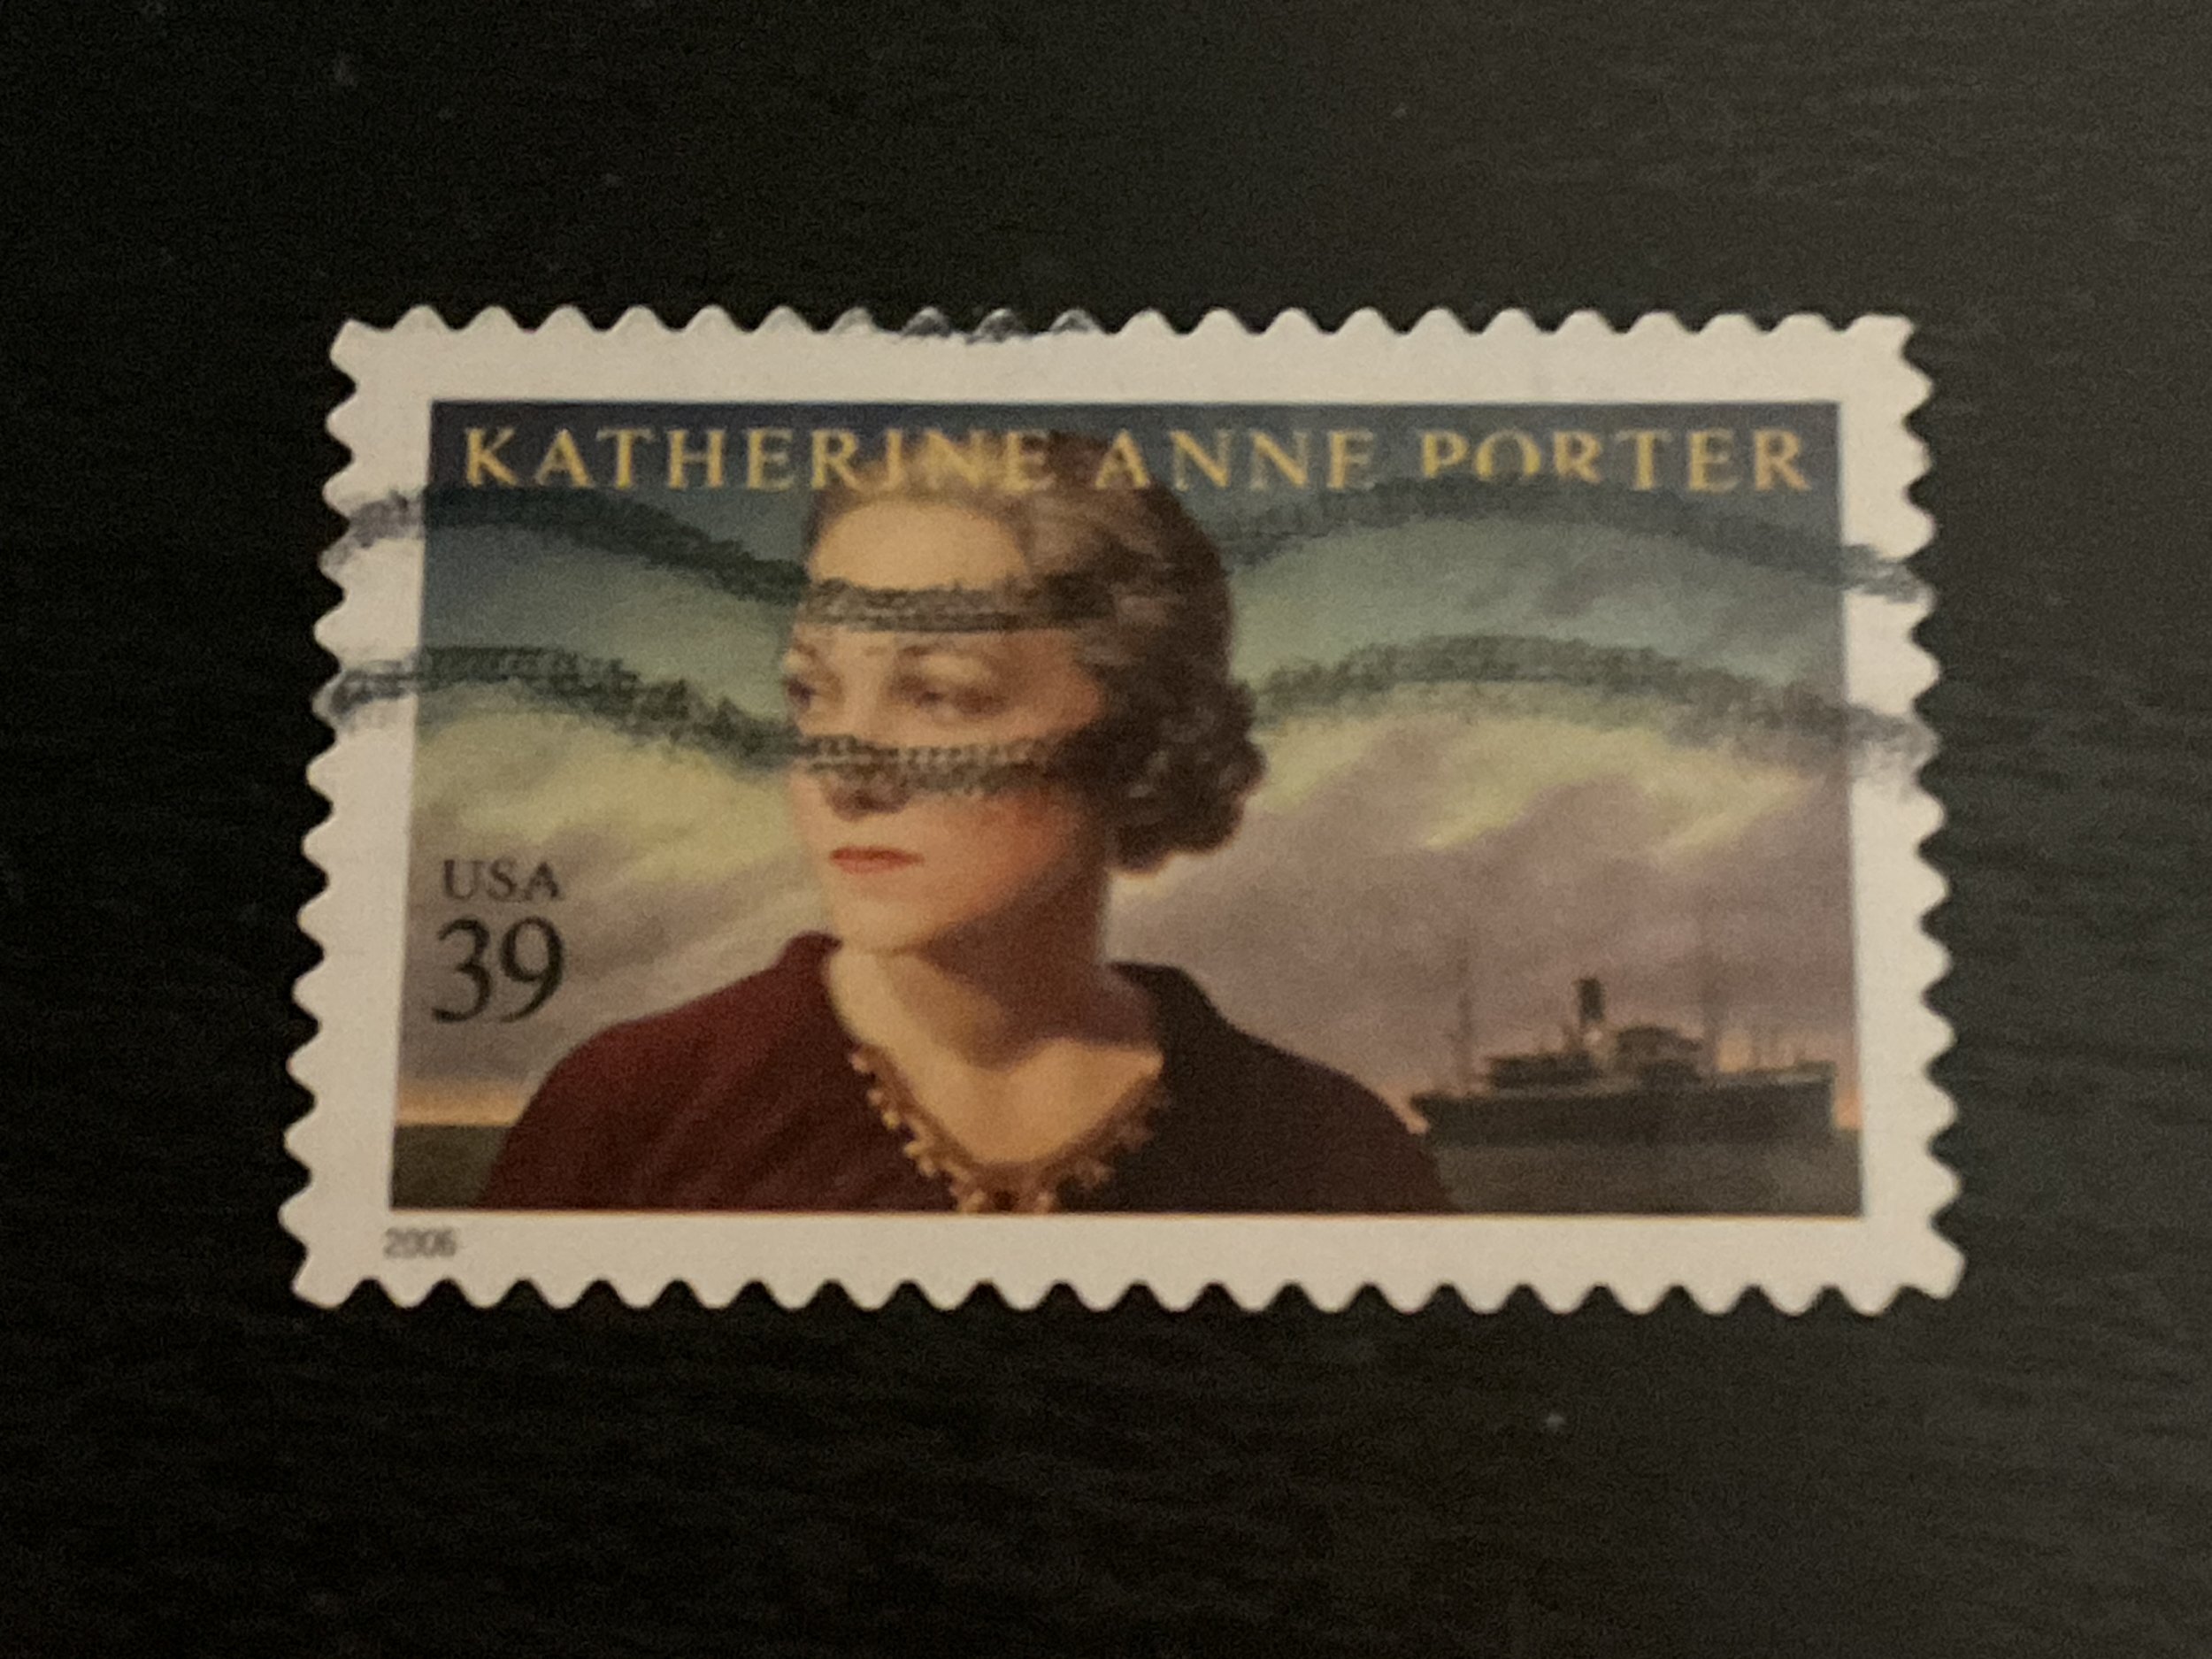 KATHERINE ANNE PORTER
USA
39
2006